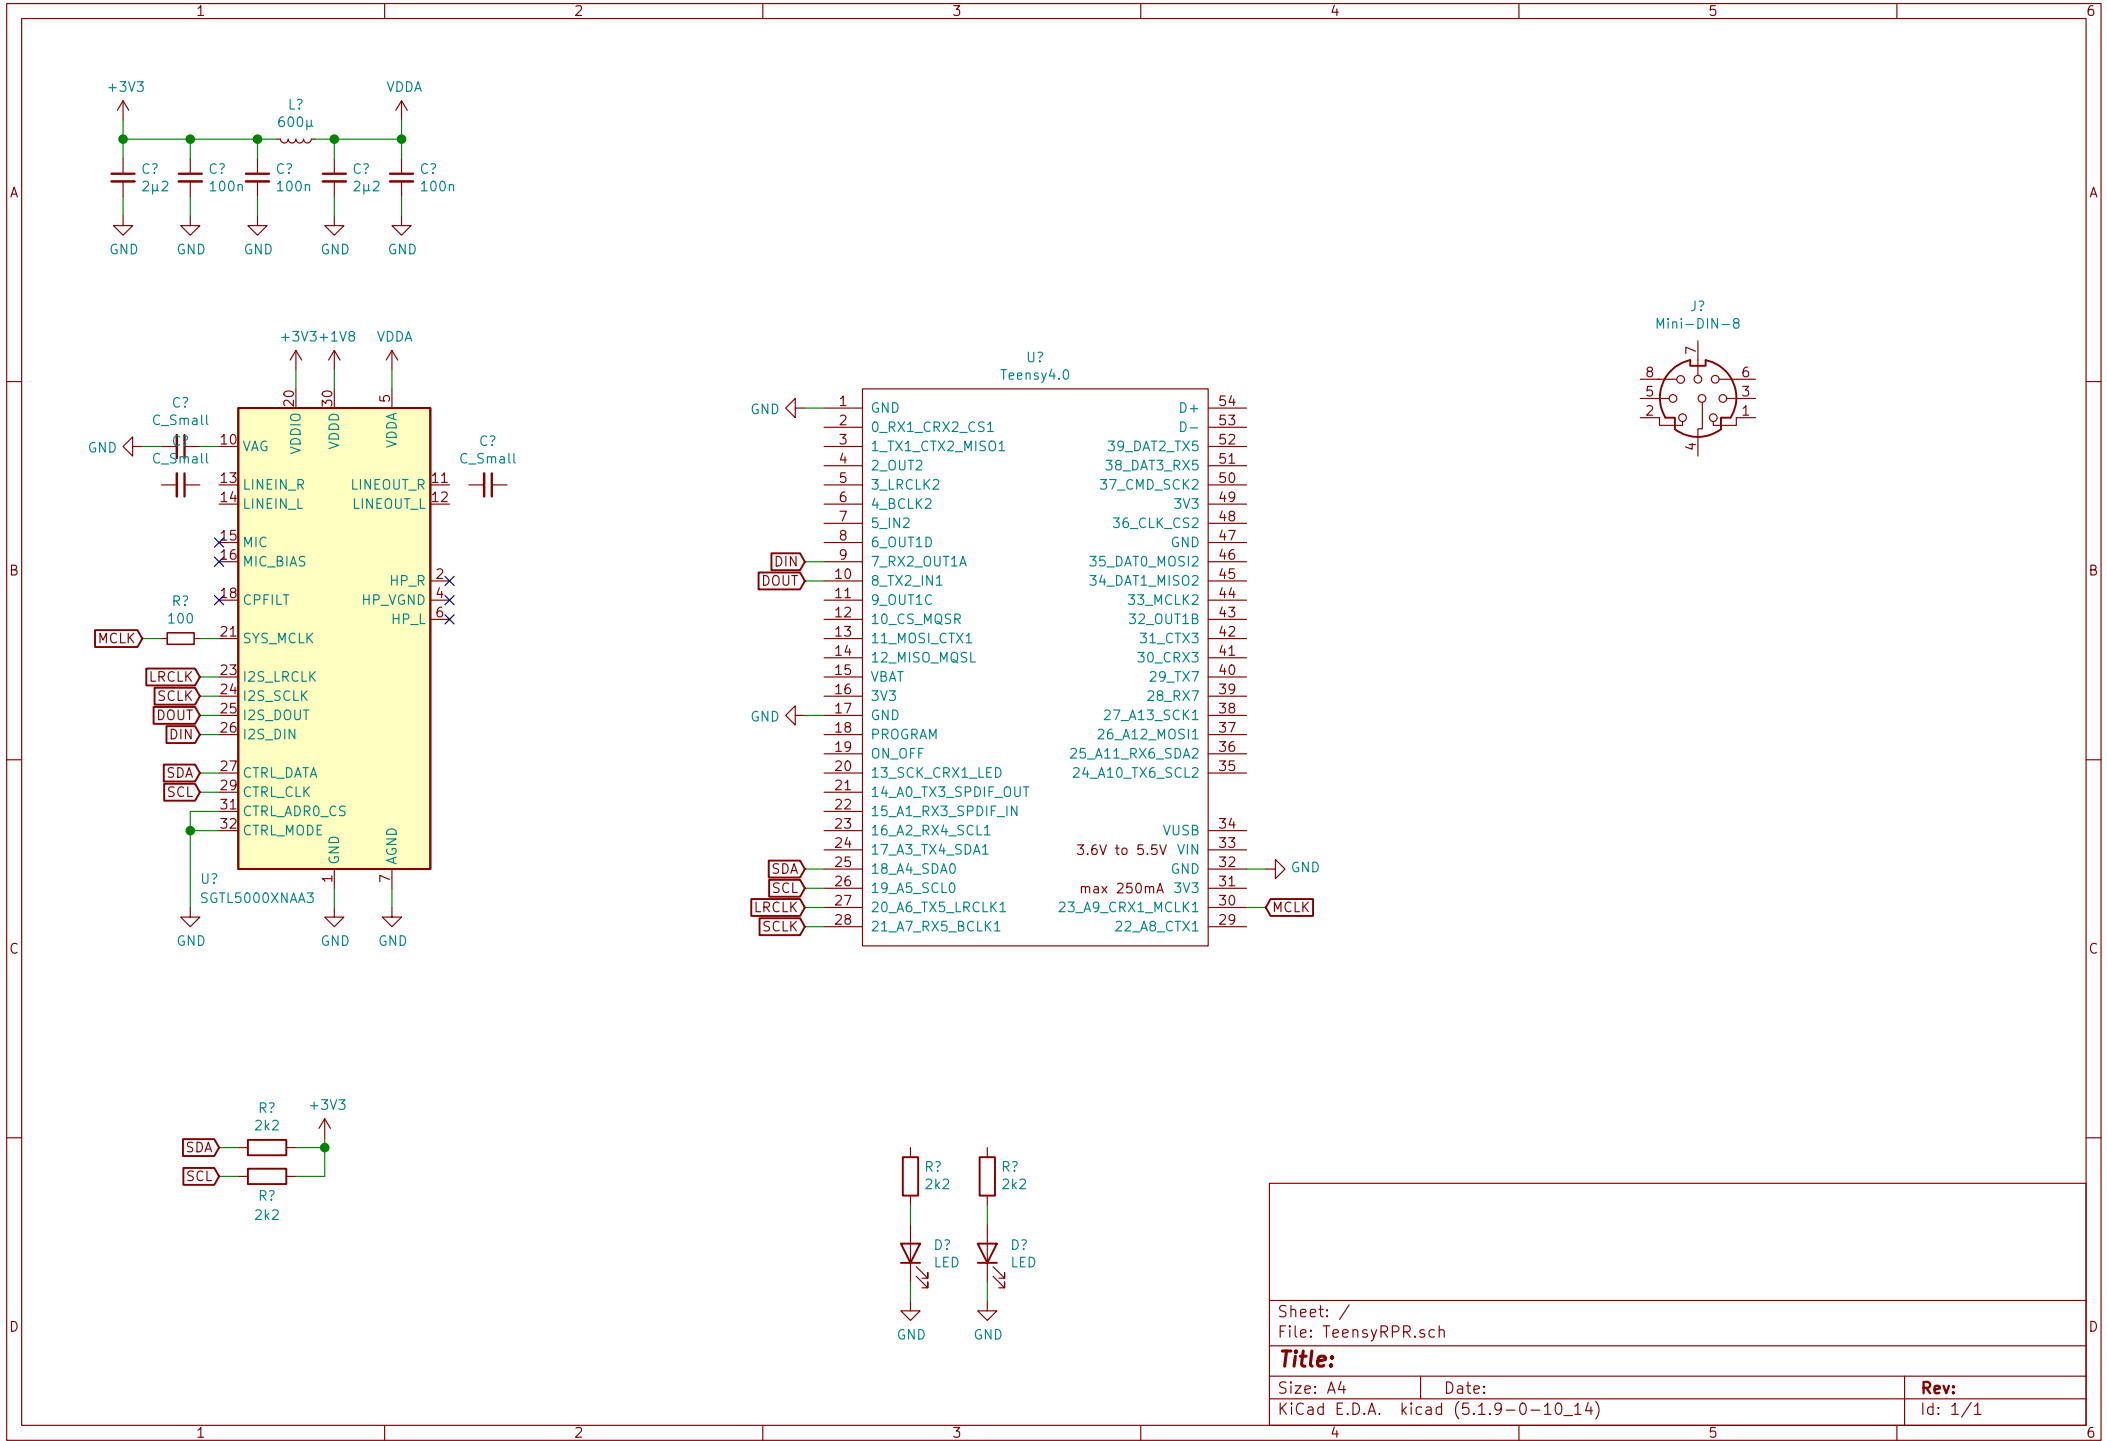 1 2 3 4 5 6
A A
B B
C C
D D
+3V3
VDDA
L?
600µ
C?
2µ2
C?
100n
C?
100n
C?
2µ2
C?
100n
GND GND GND GND GND
+3V3 +1V8 VDDA
20 30 5
VDDIO VDDD VDDA
C?
C_Small
GND
10 VAG
C?
C_Small
13 LINEIN_R
14 LINEIN_L
15 MIC
16 MIC_BIAS
18 CPFILT
R?
100
MCLK
21 SYS_MCLK
LRCLK 23 I2S_LRCLK
SCLK 24 I2S_SCLK
DOUT 25 I2S_DOUT
DIN 26 I2S_DIN
SDA 27 CTRL_DATA
SCL 29 CTRL_CLK
31 CTRL_ADR0_CS
32 CTRL_MODE
LINEOUT_R 11
LINEOUT_L 12
C?
C_Small
HP_R 2
HP_VGND 4
HP_L 6
GND AGND
1 7
U?
SGTL5000XNAA3
GND GND GND
U?
Teensy4.0
GND 1 GND
2 0_RX1_CRX2_CS1
3 1_TX1_CTX2_MISO1
4 2_OUT2
5 3_LRCLK2
6 4_BCLK2
7 5_IN2
8 6_OUT1D
DIN 9 7_RX2_OUT1A
DOUT 10 8_TX2_IN1
11 9_OUT1C
12 10_CS_MQSR
13 11_MOSI_CTX1
14 12_MISO_MQSL
15 VBAT
16 3V3
GND 17 GND
18 PROGRAM
19 ON_OFF
20 13_SCK_CRX1_LED
21 14_A0_TX3_SPDIF_OUT
22 15_A1_RX3_SPDIF_IN
23 16_A2_RX4_SCL1
24 17_A3_TX4_SDA1
SDA 25 18_A4_SDA0
SCL 26 19_A5_SCL0
LRCLK 27 20_A6_TX5_LRCLK1
SCLK 28 21_A7_RX5_BCLK1
D+ 54
D- 53
39_DAT2_TX5 52
38_DAT3_RX5 51
37_CMD_SCK2 50
3V3 49
36_CLK_CS2 48
GND 47
35_DAT0_MOSI2 46
34_DAT1_MISO2 45
33_MCLK2 44
32_OUT1B 43
31_CTX3 42
30_CRX3 41
29_TX7 40
28_RX7 39
27_A13_SCK1 38
26_A12_MOSI1 37
25_A11_RX6_SDA2 36
24_A10_TX6_SCL2 35
VUSB 34
3.6V to 5.5V VIN 33
GND 32 GND
max 250mA 3V3 31
23_A9_CRX1_MCLK1 30 MCLK
22_A8_CTX1 29
J?
Mini-DIN-8
7
8 6
5 3
2 1
4
R?
2k2
+3V3
SDA
SCL
R?
2k2
R?
2k2
R?
2k2
D?
LED
D?
LED
GND GND
Sheet: /
File: TeensyRPR.sch
Title:
Size: A4 Date: Rev:
KiCad E.D.A. kicad (5.1.9-0-10_14) Id: 1/1
1 2 3 4 5 6